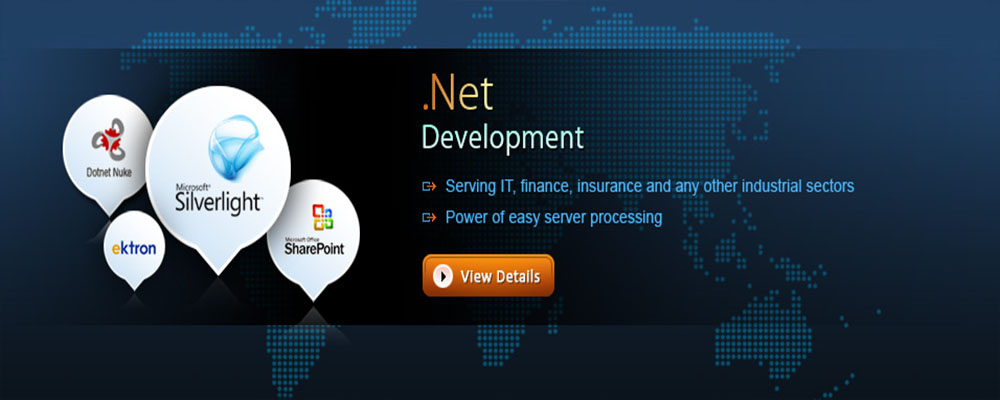 .Net
Development
Serving IT, finance, insurance and any other industrial sectors
Power of easy server processing
View Details
Dotnet Nuke
Microsoft®
Silverlight™
ektron
Microsoft Office
SharePoint